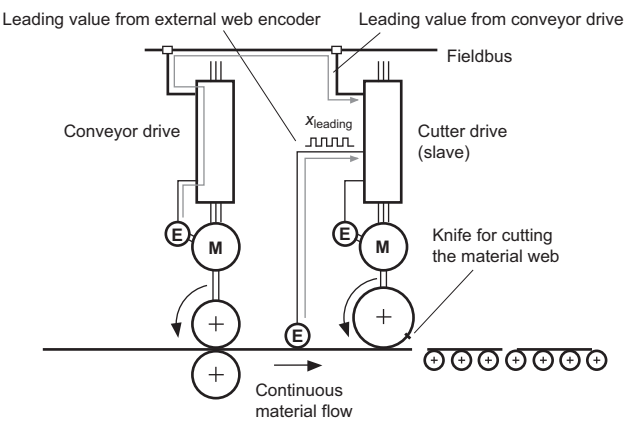 Leading value from external web encoder
Leading value from conveyor drive
Fieldbus
Conveyor drive
xleading
Cutter drive
(slave)
E
M
E
M
Knife for cutting
the material web
E
Continuous
material flow